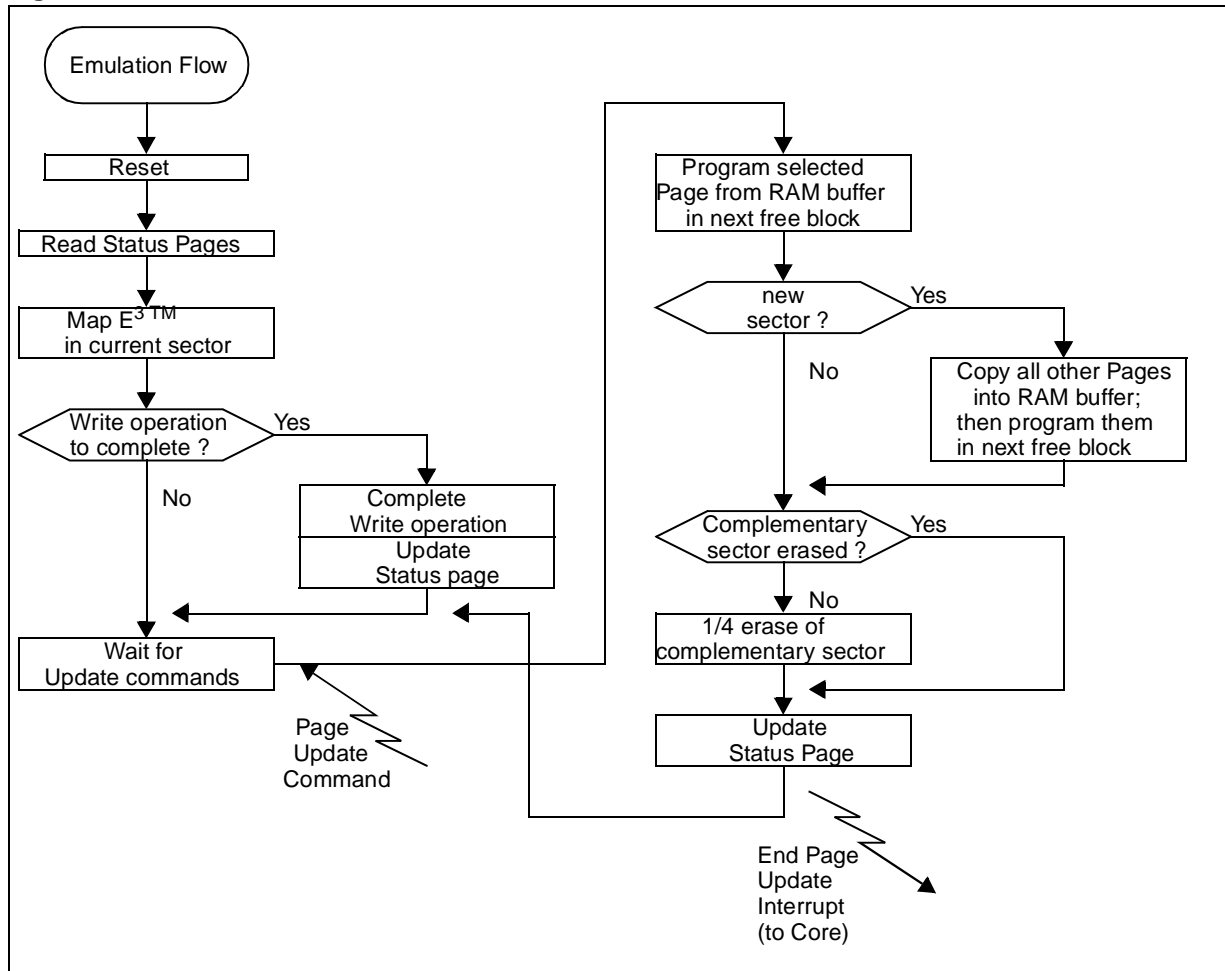 Emulation Flow
Reset
Read Status Pages
Map E3 TM
in current sector
Write operation
to complete ?
Yes
No
Complete
Write operation
Update
Status page
Wait for
Update commands
Page
Update
Command
Program selected
Page from RAM buffer
in next free block
new
sector ?
Yes
No
Copy all other Pages
into RAM buffer;
then program them
in next free block
Complementary
sector erased ?
Yes
No
1/4 erase of
complementary sector
Update
Status Page
End Page
Update
Interrupt
(to Core)